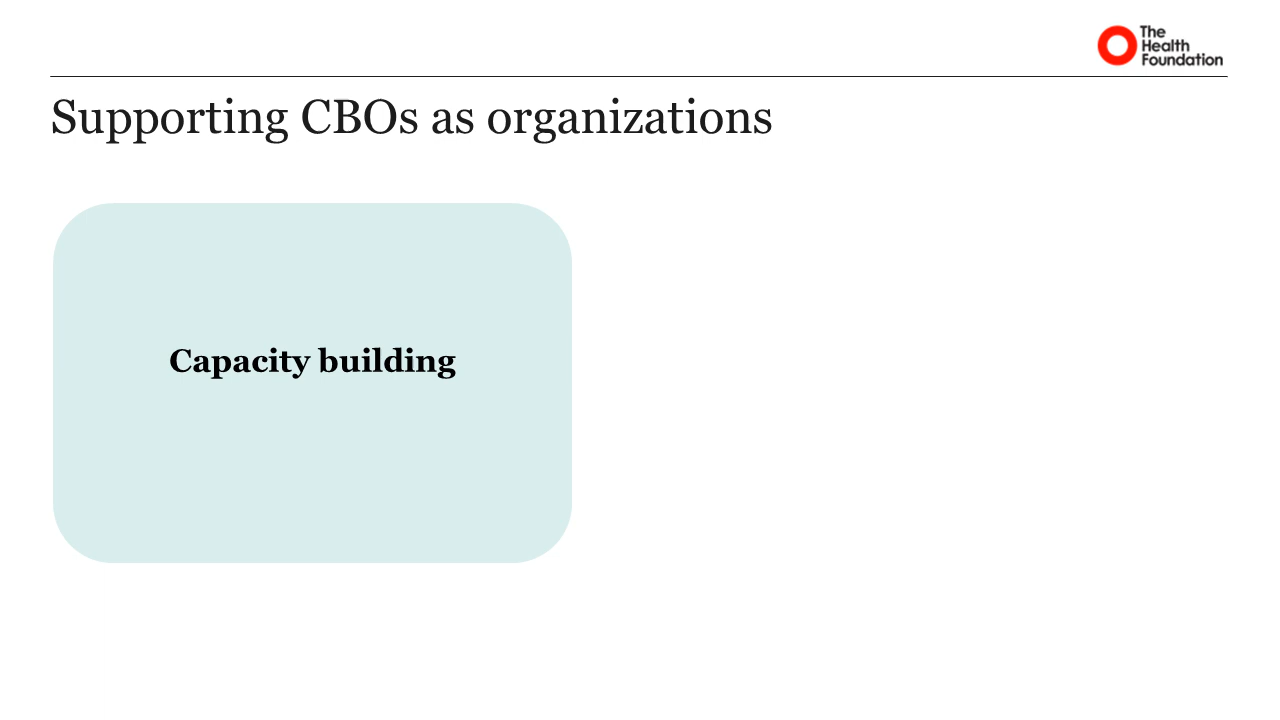 The
Health
Foundation
Supporting CBOs as organizations
Capacity building